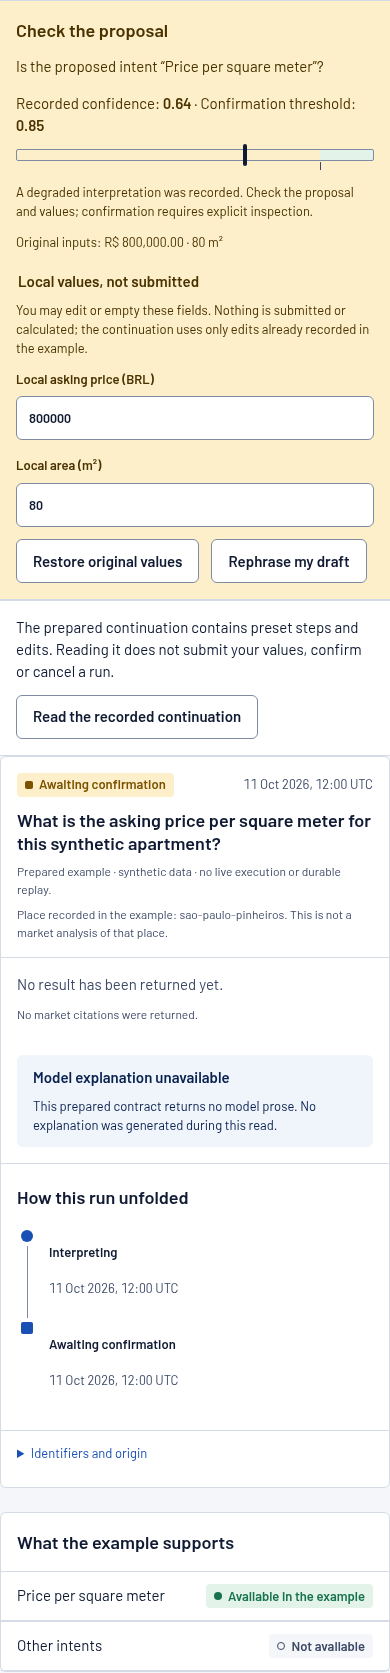 Check the proposal
Is the proposed intent “Price per square meter”?
Recorded confidence: 0.64 · Confirmation threshold:
0.85
A degraded interpretation was recorded. Check the proposal
and values; confirmation requires explicit inspection.
Original inputs: R$ 800,000.00 · 80 m²
Local values, not submitted
You may edit or empty these fields. Nothing is submitted or
calculated; the continuation uses only edits already recorded in
the example.
Local asking price (BRL)
800000
Local area (m²)
80
Restore original values
Rephrase my draft
The prepared continuation contains preset steps and
edits. Reading it does not submit your values, confirm
or cancel a run.
Read the recorded continuation
Awaiting confirmation
11 Oct 2026, 12:00 UTC
What is the asking price per square meter for
this synthetic apartment?
Prepared example · synthetic data · no live execution or durable
replay.
Place recorded in the example: sao-paulo-pinheiros. This is not a
market analysis of that place.
No result has been returned yet.
No market citations were returned.
Model explanation unavailable
This prepared contract returns no model prose. No
explanation was generated during this read.
How this run unfolded
Interpreting
11 Oct 2026, 12:00 UTC
Awaiting confirmation
11 Oct 2026, 12:00 UTC
Identifiers and origin
What the example supports
Price per square meter
Available in the example
Other intents
Not available